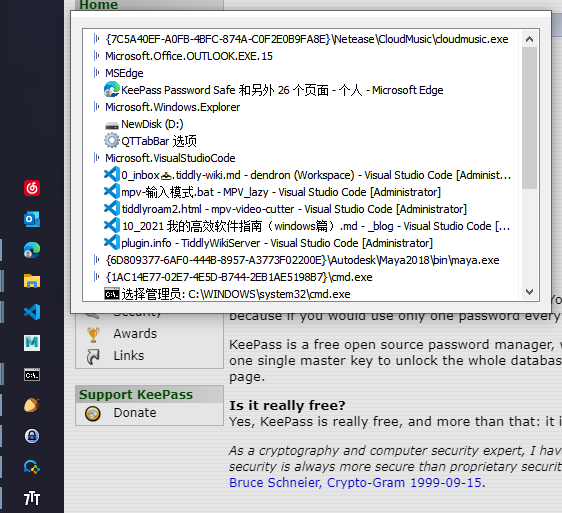 Home
{7C5A40EF-A0FB-4BFC-874A-C0F2E0B9FA8E}\Netease\CloudMusic\cloudmusic.exe
Microsoft.Office.OUTLOOK.EXE.15
MSEdge
KeePass Password Safe 和另外 26 个页面 - 个人 - Microsoft Edge
Microsoft.Windows.Explorer
NewDisk (D:)
QTTabBar 选项
Microsoft.VisualStudioCode
0_inbox📥.tiddly-wiki.md - dendron (Workspace) - Visual Studio Code [Administ...
mpv-输入模式.bat - MPV_lazy - Visual Studio Code [Administrator]
tiddlyroam2.html - mpv-video-cutter - Visual Studio Code [Administrator]
10_2021 我的高效软件指南（windows篇）.md - _blog - Visual Studio Code [...
plugin.info - TiddlyWikiServer - Visual Studio Code [Administrator]
{6D809377-6AF0-444B-8957-A3773F02200E}\Autodesk\Maya2018\bin\maya.exe
{1AC14E77-02E7-4E5D-B744-2EB1AE5198B7}\cmd.exe
选择管理员: C:\WINDOWS\system32\cmd.exe
Security
Awards
Links
Support KeePass
Donate
Yo
because if you would use only one password every
KeePass is a free open source password manager, w
one single master key to unlock the whole databas
page.
Is it really free?
Yes, KeePass is really free, and more than that: it i
As a cryptography and computer security expert, I hav
security is always more secure than proprietary securit
Bruce Schneier, Crypto-Gram 1999-09-15.